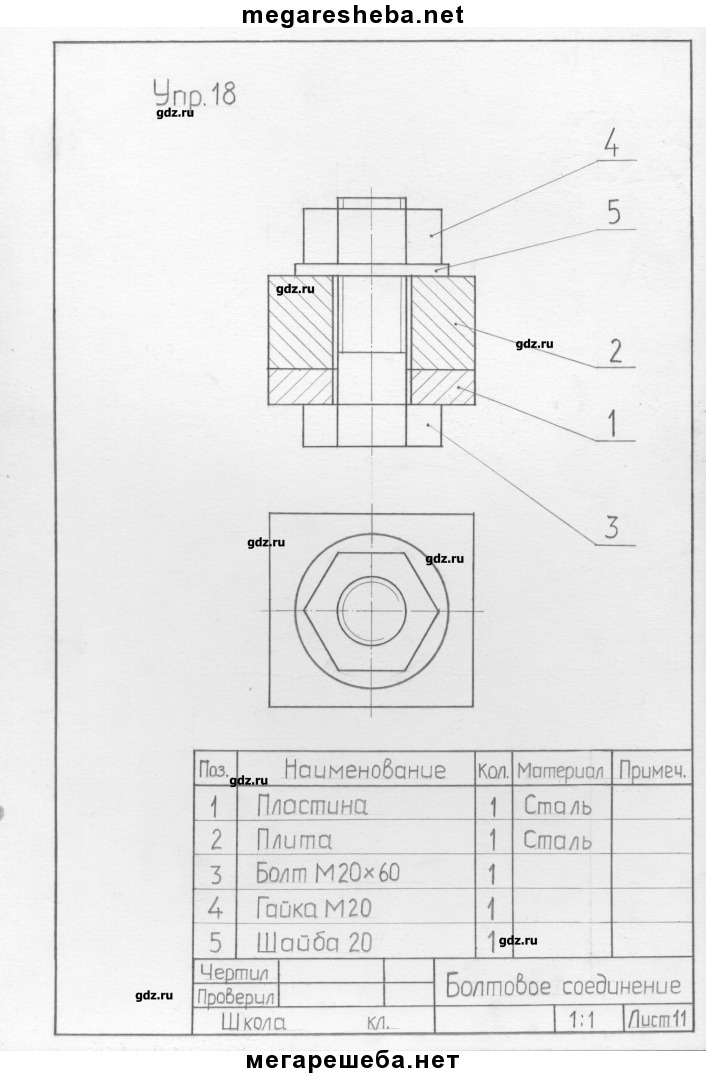 megaresheba.net
Упр. 18
gdz.ru
4
5
gdz.ru
gdz.ru
2
1
3
gdz.ru
gdz.ru
Поз. Наименование Кол. Материал Примеч.
gdz.ru
1 Пластина 1 Сталь
2 Плита 1 Сталь
3 Болт М20×60 1
4 Гайка М20 1
5 Шайба 20 1
gdz.ru
Чертил
Болтовое соединение
gdz.ru
Проверил
Школа кл. 1:1 Лист 11
мегарешеба.нет